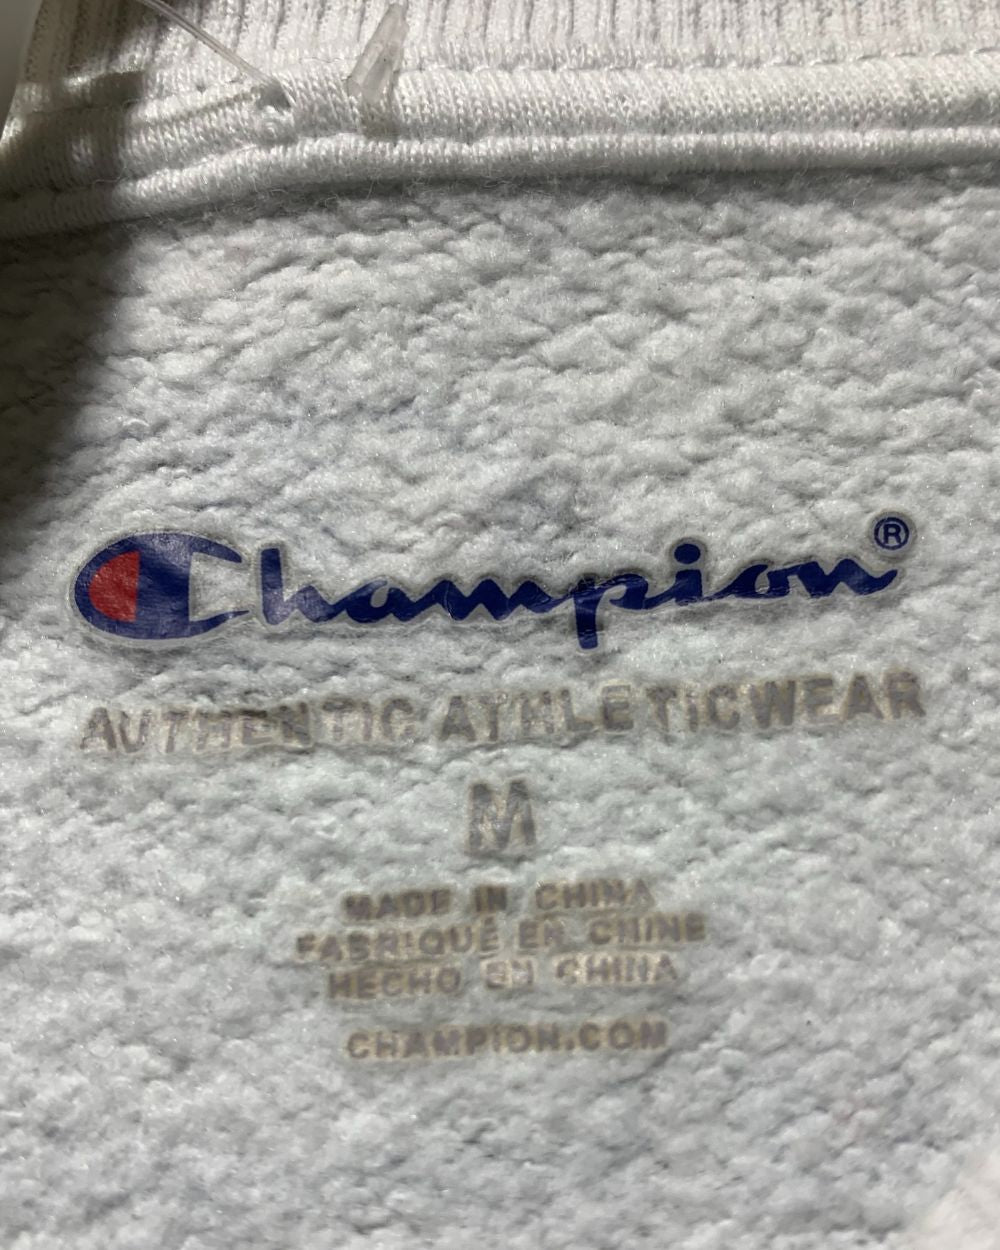 Champion®
AUTHENTIC ATHLETICWEAR
M
MADE IN CHINA
FABRIQUÉ EN CHINE
HECHO EN CHINA
CHAMPION.COM